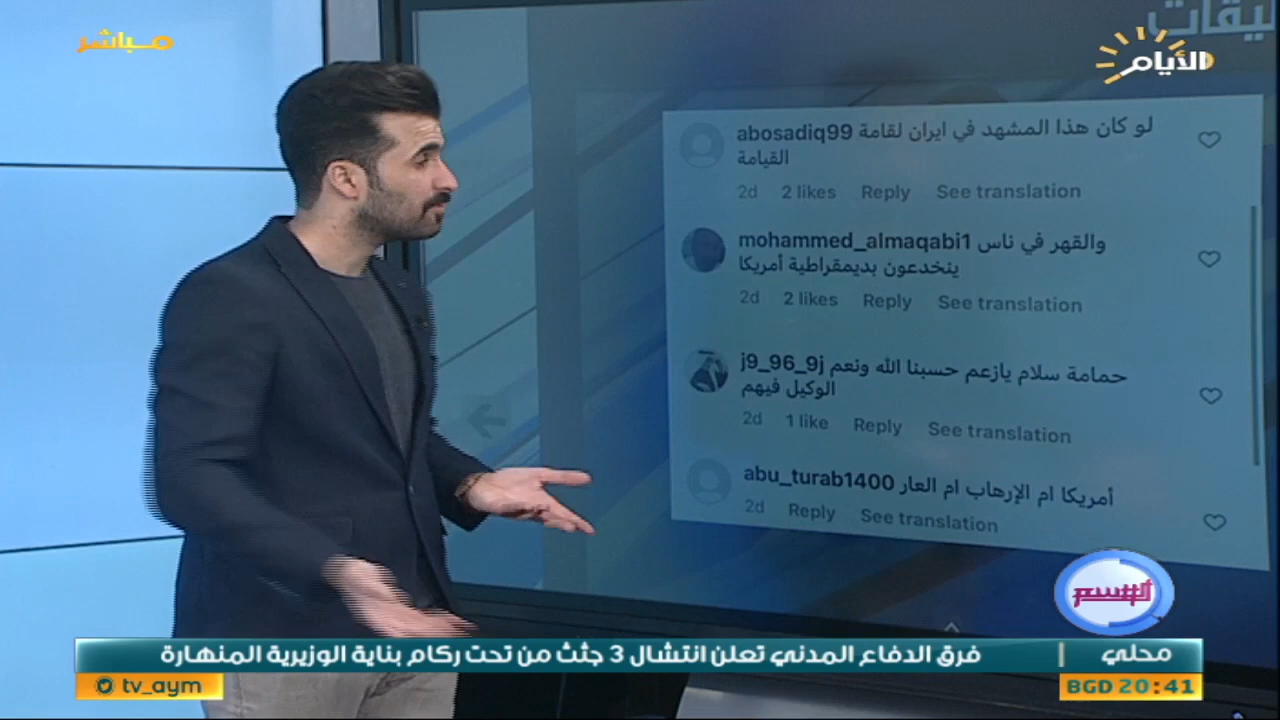 مباشر
الأيام
abosadiq99 لو كان هذا المشهد في ايران لقامة
القيامة
2d 2 likes Reply See translation
mohammed_almaqabi1 والقهر في ناس
ينخدعون بديمقراطية أمريكا
2d 2 likes Reply See translation
j9_96_9j حمامة سلام يازعم حسبنا الله ونعم
الوكيل فيهم
2d 1 like Reply See translation
abu_turab1400 أمريكا ام الإرهاب ام العار
2d Reply See translation
محلي | فرق الدفاع المدني تعلن انتشال 3 جثث من تحت ركام بناية الوزيرية المنهارة
tv_aym
BGD 20:41